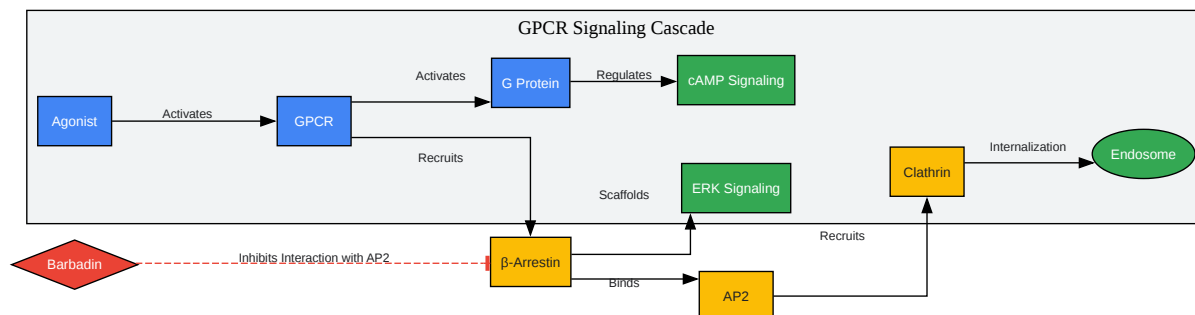 GPCR Signaling Cascade
Activates
G Protein
Regulates
cAMP Signaling
Agonist
Activates
GPCR
Recruits
Internalization
Endosome
Clathrin
Scaffolds
ERK Signaling
Recruits
Barbadin
Inhibits Interaction with AP2
β-Arrestin
Binds
AP2